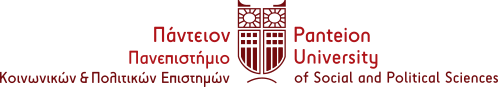 Πάντειον
Πανεπιστήμιο
Κοινωνικών & Πολιτικών Επιστημών
Panteion
University
of Social and Political Sciences